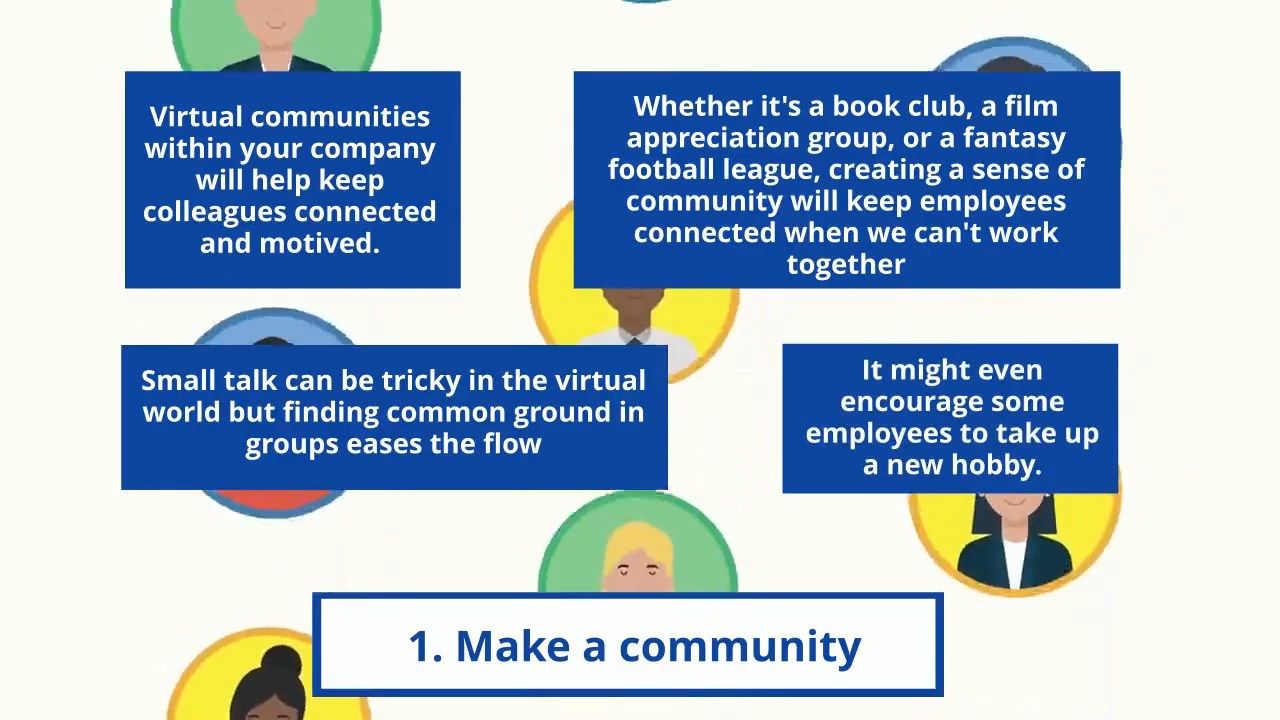 Virtual communities
within your company
will help keep
colleagues connected
and motived.
Whether it's a book club, a film
appreciation group, or a fantasy
football league, creating a sense of
community will keep employees
connected when we can't work
together
Small talk can be tricky in the virtual
world but finding common ground in
groups eases the flow
It might even
encourage some
employees to take up
a new hobby.
1. Make a community